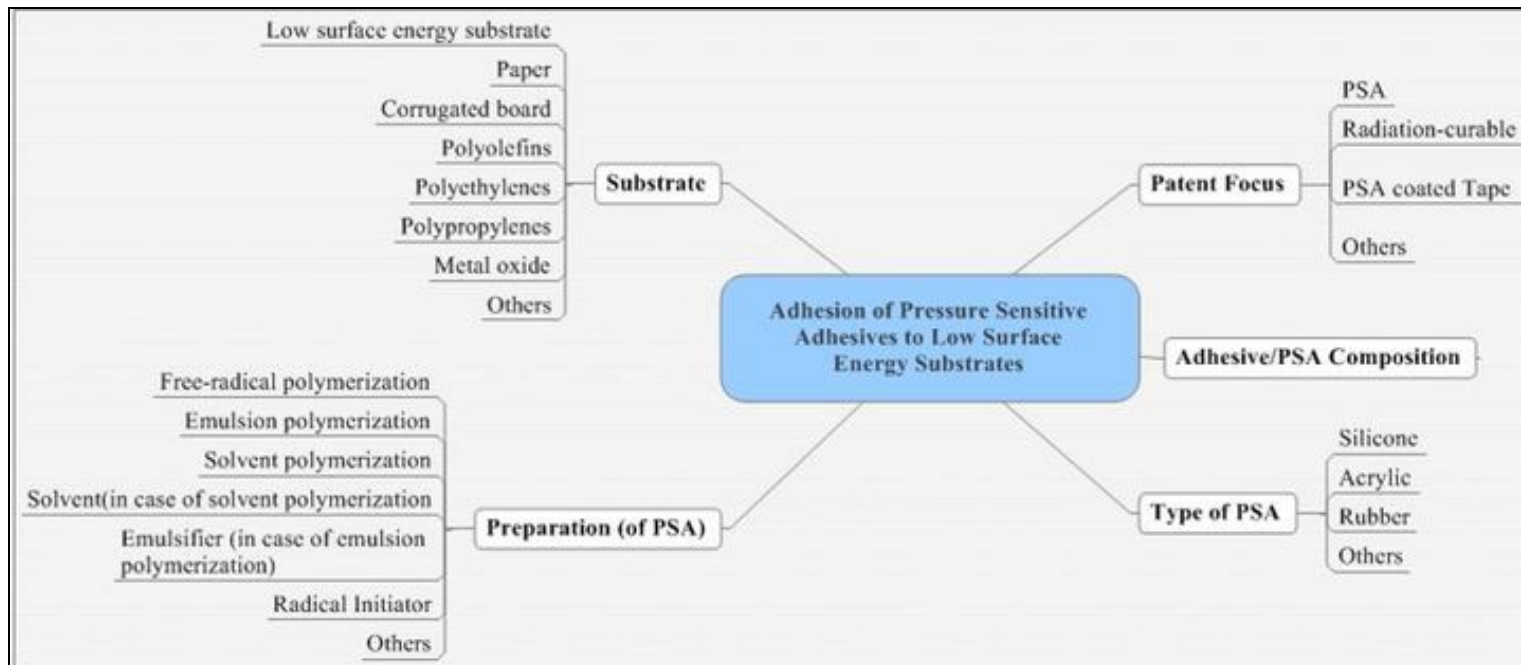 Low surface energy substrate
Paper
Corrugated board
Polyolefins
Polyethylenes
Polypropylenes
Metal oxide
Others
Substrate
Free-radical polymerization
Emulsion polymerization
Solvent polymerization
Solvent(in case of solvent polymerization
Emulsifier (in case of emulsion
polymerization)
Radical Initiator
Others
Preparation (of PSA)
Adhesion of Pressure Sensitive
Adhesives to Low Surface
Energy Substrates
Patent Focus
PSA
Radiation-curable
PSA coated Tape
Others
Adhesive/PSA Composition
Type of PSA
Silicone
Acrylic
Rubber
Others